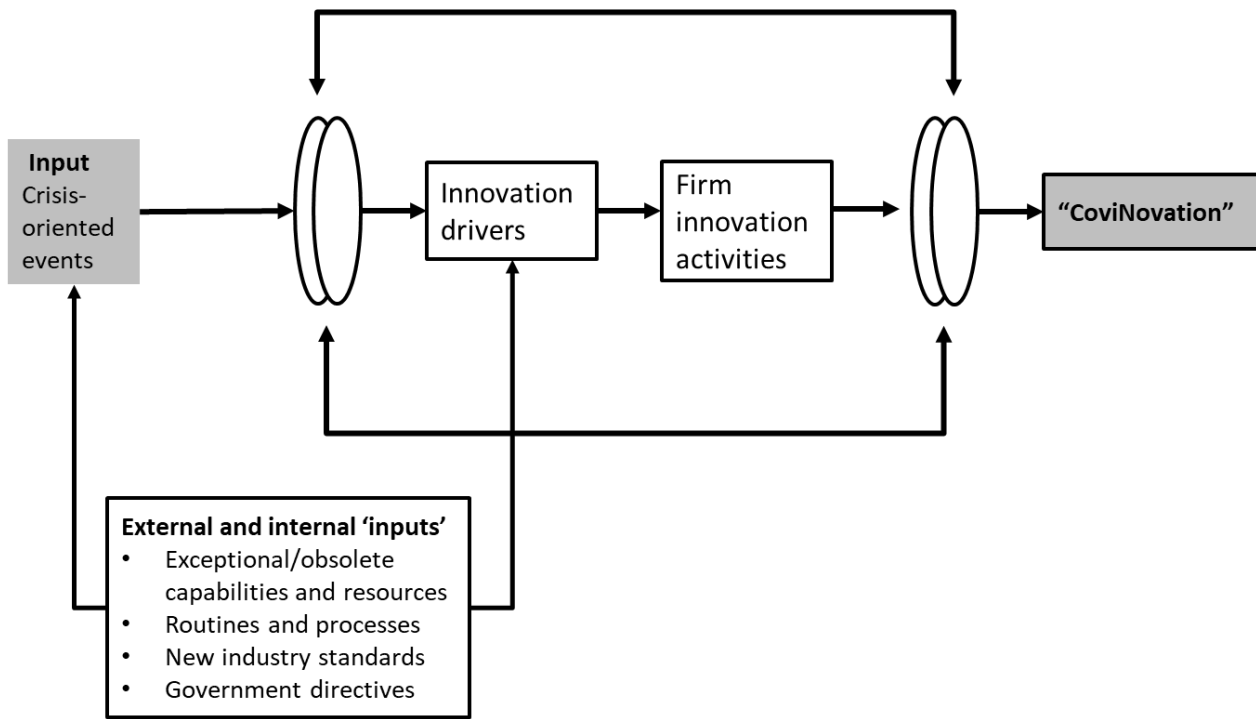 Input
Crisis-
oriented
events
Innovation
drivers
Firm
innovation
activities
“CoviNovation”
External and internal ‘inputs’
• Exceptional/obsolete
capabilities and resources
• Routines and processes
• New industry standards
• Government directives